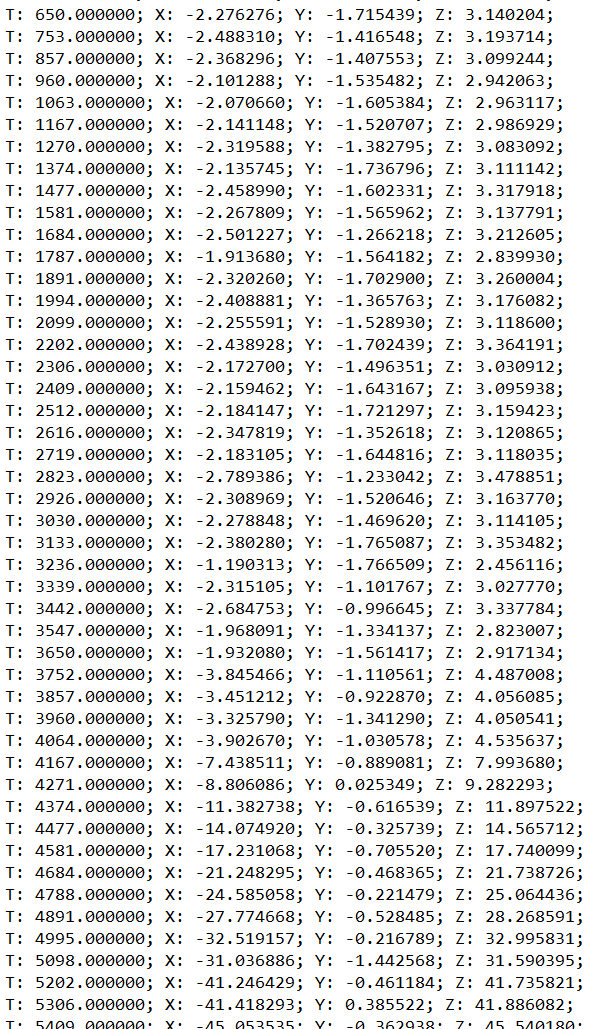 T: 650.000000; X: -2.276276; Y: -1.715439; Z: 3.140204;
T: 753.000000; X: -2.488310; Y: -1.416548; Z: 3.193714;
T: 857.000000; X: -2.368296; Y: -1.407553; Z: 3.099244;
T: 960.000000; X: -2.101288; Y: -1.535482; Z: 2.942063;
T: 1063.000000; X: -2.070660; Y: -1.605384; Z: 2.963117;
T: 1167.000000; X: -2.141148; Y: -1.520707; Z: 2.986929;
T: 1270.000000; X: -2.319588; Y: -1.382795; Z: 3.083092;
T: 1374.000000; X: -2.135745; Y: -1.736796; Z: 3.111142;
T: 1477.000000; X: -2.458990; Y: -1.602331; Z: 3.317918;
T: 1581.000000; X: -2.267809; Y: -1.565962; Z: 3.137791;
T: 1684.000000; X: -2.501227; Y: -1.266218; Z: 3.212605;
T: 1787.000000; X: -1.913680; Y: -1.564182; Z: 2.839930;
T: 1891.000000; X: -2.320260; Y: -1.702900; Z: 3.260004;
T: 1994.000000; X: -2.408881; Y: -1.365763; Z: 3.176082;
T: 2099.000000; X: -2.255591; Y: -1.528930; Z: 3.118600;
T: 2202.000000; X: -2.438928; Y: -1.702439; Z: 3.364191;
T: 2306.000000; X: -2.172700; Y: -1.496351; Z: 3.030912;
T: 2409.000000; X: -2.159462; Y: -1.643167; Z: 3.095938;
T: 2512.000000; X: -2.184147; Y: -1.721297; Z: 3.159423;
T: 2616.000000; X: -2.347819; Y: -1.352618; Z: 3.120865;
T: 2719.000000; X: -2.183105; Y: -1.644816; Z: 3.118035;
T: 2823.000000; X: -2.789386; Y: -1.233042; Z: 3.478851;
T: 2926.000000; X: -2.308969; Y: -1.520646; Z: 3.163770;
T: 3030.000000; X: -2.278848; Y: -1.469620; Z: 3.114105;
T: 3133.000000; X: -2.380280; Y: -1.765087; Z: 3.353482;
T: 3236.000000; X: -1.190313; Y: -1.766509; Z: 2.456116;
T: 3339.000000; X: -2.315105; Y: -1.101767; Z: 3.027770;
T: 3442.000000; X: -2.684753; Y: -0.996645; Z: 3.337784;
T: 3547.000000; X: -1.968091; Y: -1.334137; Z: 2.823007;
T: 3650.000000; X: -1.932080; Y: -1.561417; Z: 2.917134;
T: 3752.000000; X: -3.845466; Y: -1.110561; Z: 4.487008;
T: 3857.000000; X: -3.451212; Y: -0.922870; Z: 4.056085;
T: 3960.000000; X: -3.325790; Y: -1.341290; Z: 4.050541;
T: 4064.000000; X: -3.902670; Y: -1.030578; Z: 4.535637;
T: 4167.000000; X: -7.438511; Y: -0.889081; Z: 7.993680;
T: 4271.000000; X: -8.806086; Y: 0.025349; Z: 9.282293;
T: 4374.000000; X: -11.382738; Y: -0.616539; Z: 11.897522;
T: 4477.000000; X: -14.074920; Y: -0.325739; Z: 14.565712;
T: 4581.000000; X: -17.231068; Y: -0.705520; Z: 17.740099;
T: 4684.000000; X: -21.248295; Y: -0.468365; Z: 21.738726;
T: 4788.000000; X: -24.585058; Y: -0.221479; Z: 25.064436;
T: 4891.000000; X: -27.774668; Y: -0.528485; Z: 28.268591;
T: 4995.000000; X: -32.519157; Y: -0.216789; Z: 32.995831;
T: 5098.000000; X: -31.036886; Y: -1.442568; Z: 31.590395;
T: 5202.000000; X: -41.246429; Y: -0.461184; Z: 41.735821;
T: 5306.000000; X: -41.418293; Y: 0.385522; Z: 41.886082;
T: 5409.000000; X: -45.053535; Y: -0.362938; Z: 45.540180;